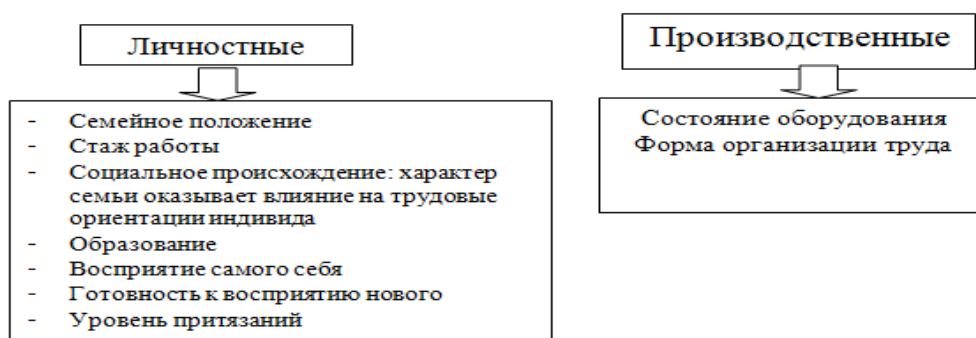 Личностные
- Семейное положение
- Стаж работы
- Социальное происхождение: характер
семьи оказывает влияние на трудовые
ориентации индивида
- Образование
- Восприятие самого себя
- Готовность к восприятию нового
- Уровень притязаний
Производственные
Состояние оборудования
Форма организации труда